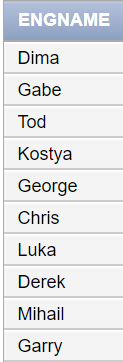 ENGNAME
Dima
Gabe
Tod
Kostya
George
Chris
Luka
Derek
Mihail
Garry